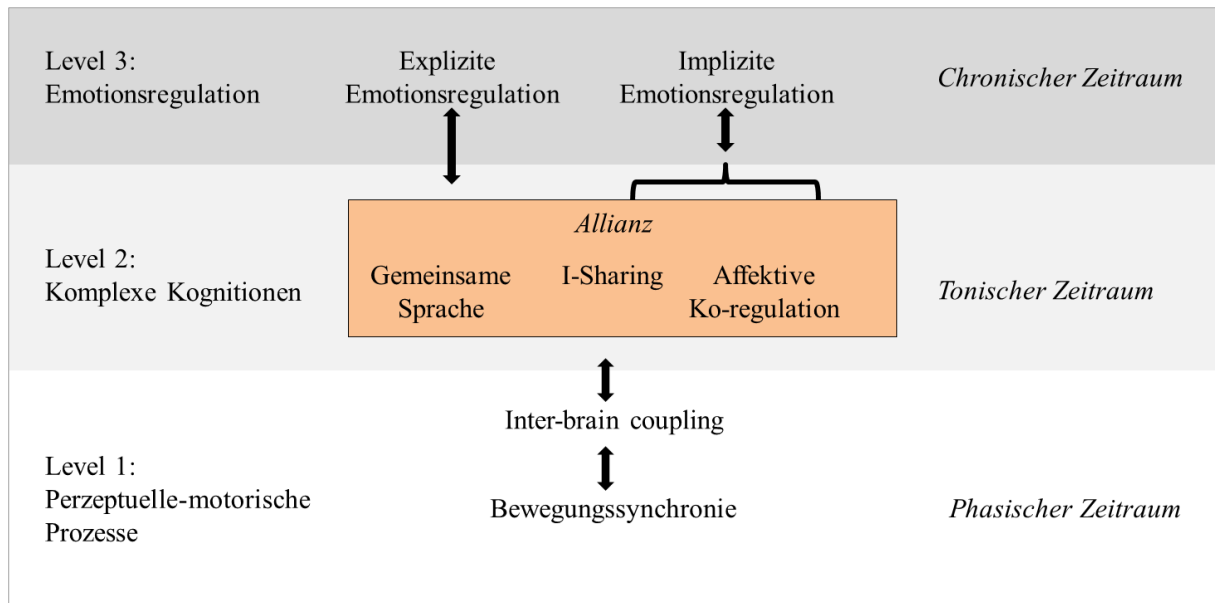 Level 3:
Emotionsregulation
Explizite
Emotionsregulation
Implizite
Emotionsregulation
Chronischer Zeitraum
Level 2:
Komplexe Kognitionen
Allianz
Gemeinsame
Sprache
I-Sharing
Affektive
Ko-regulation
Tonischer Zeitraum
Inter-brain coupling
Level 1:
Perzeptuelle-motorische
Prozesse
Bewegungssynchronie
Phasischer Zeitraum